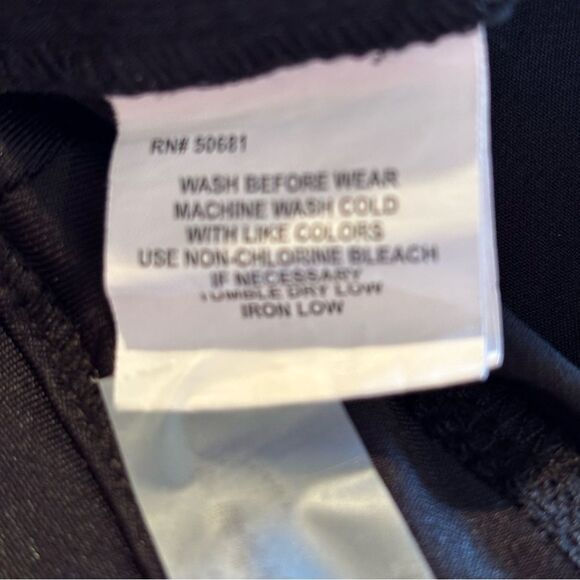 RN# 50681
WASH BEFORE WEAR
MACHINE WASH COLD
WITH LIKE COLORS
USE NON-CHLORINE BLEACH
IF NECESSARY
TUMBLE DRY LOW
IRON LOW